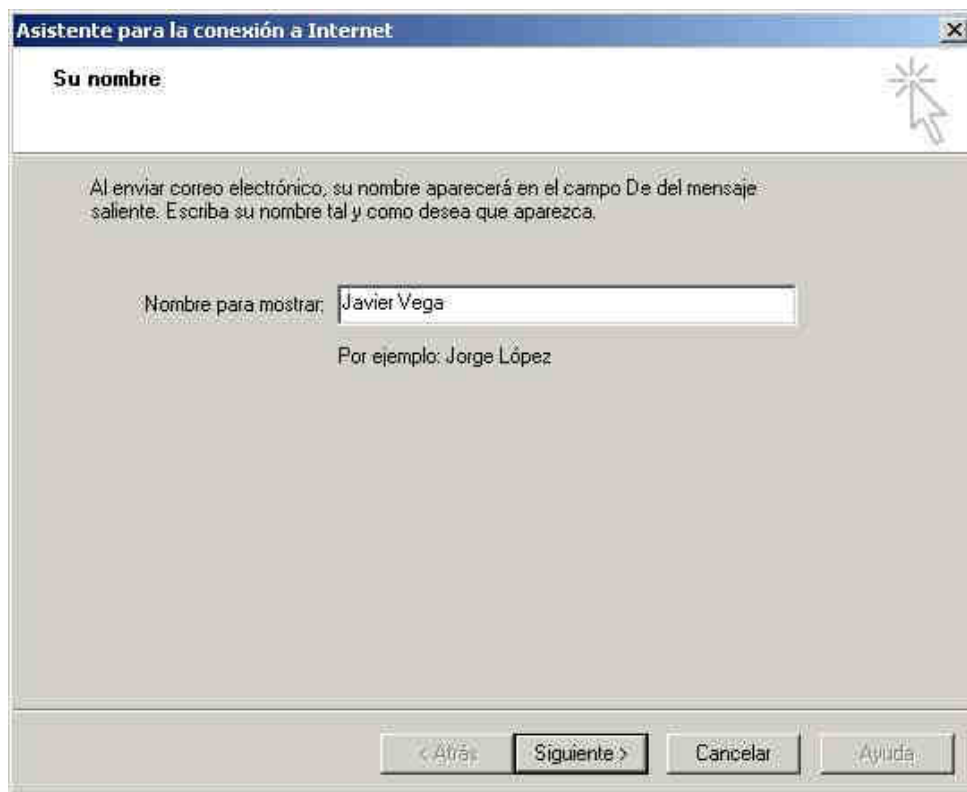 Asistente para la conexión a Internet
Su nombre
Al enviar correo electrónico, su nombre aparecerá en el campo De del mensaje
saliente. Escriba su nombre tal y como desea que aparezca.
Nombre para mostrar: Javier Vega
Por ejemplo: Jorge López
< Atrás Siguiente > Cancelar Ayuda